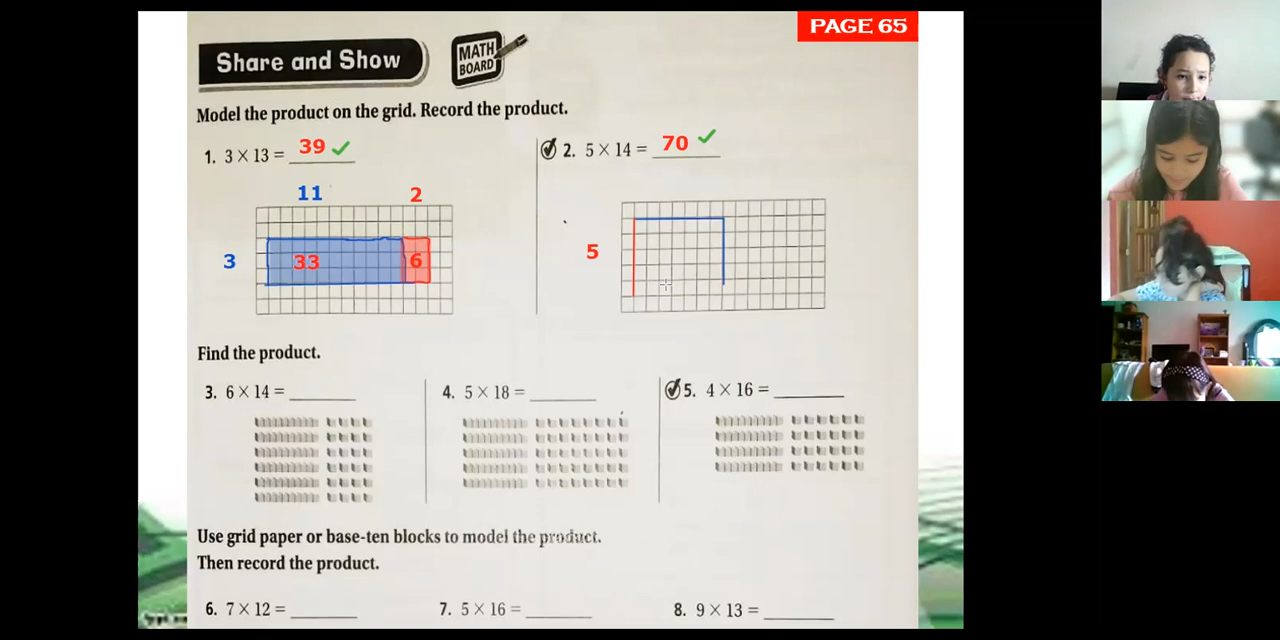 PAGE 65
Share and Show
MATH
BOARD
Model the product on the grid. Record the product.
1. 3 × 13 = 39 ✓
2. 5 × 14 = 70 ✓
11 2
3 33 6
5
Find the product.
3. 6 × 14 = ______
4. 5 × 18 = ______
5. 4 × 16 = ______
Use grid paper or base-ten blocks to model the product.
Then record the product.
6. 7 × 12 = ______
7. 5 × 16 = ______
8. 9 × 13 = ______